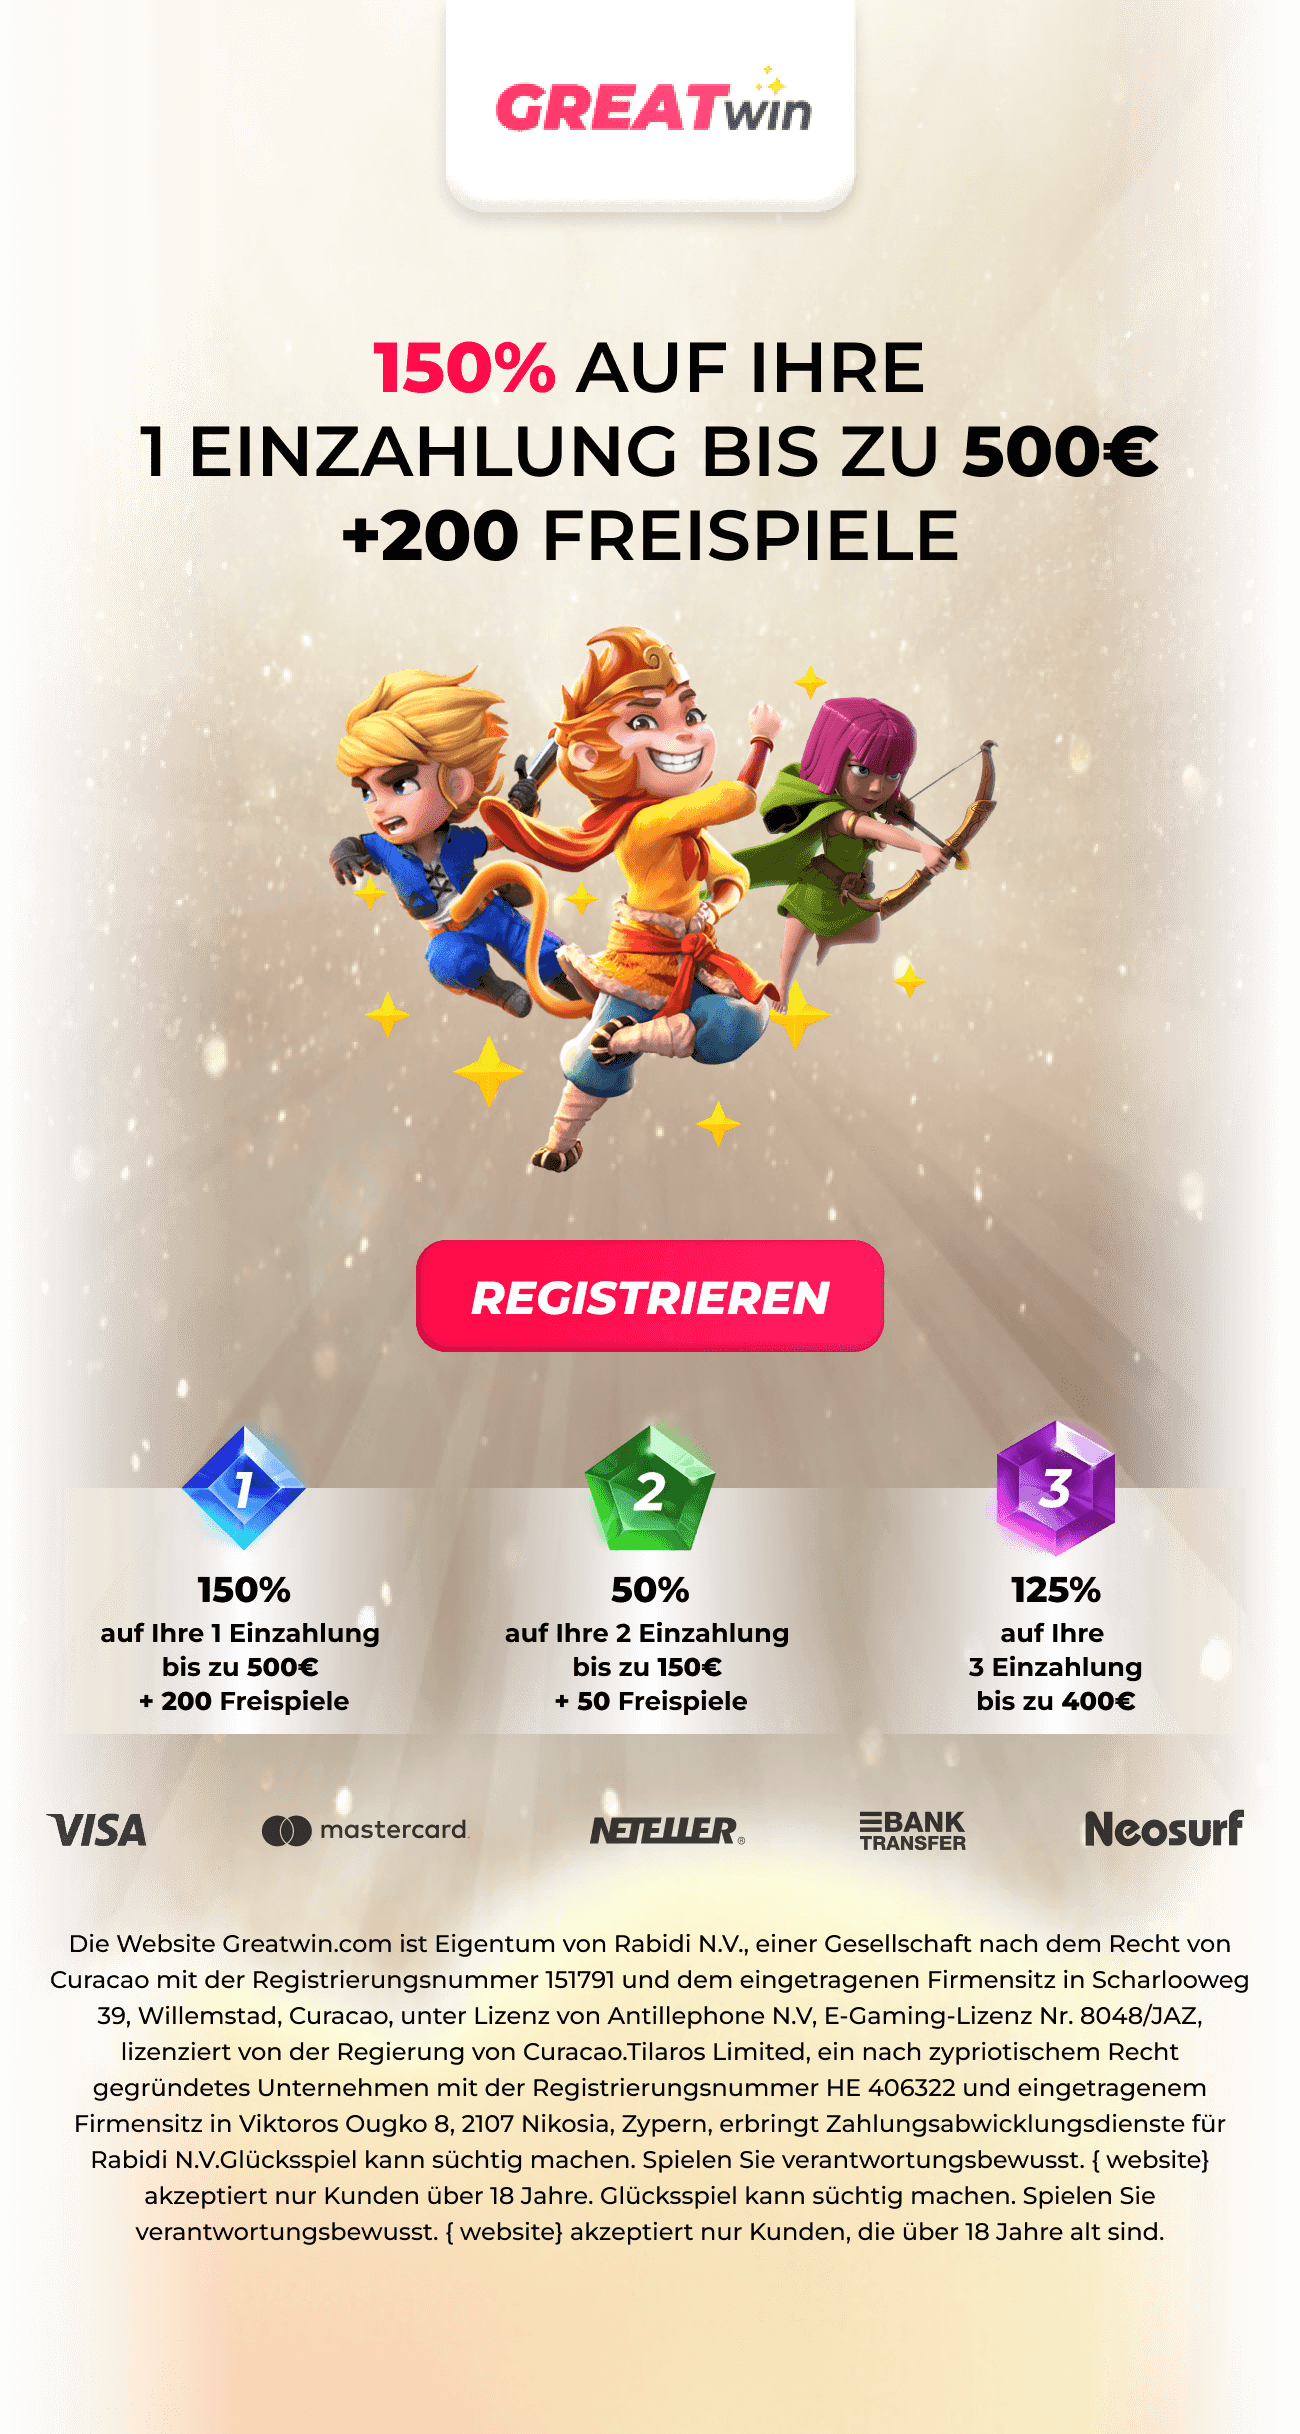 GREATwin
150% AUF IHRE
1 EINZAHLUNG BIS ZU 500€
+200 FREISPIELE
REGISTRIEREN
1
150%
auf Ihre 1 Einzahlung
bis zu 500€
+ 200 Freispiele
2
50%
auf Ihre 2 Einzahlung
bis zu 150€
+ 50 Freispiele
3
125%
auf Ihre
3 Einzahlung
bis zu 400€
VISA
mastercard.
NETELLER®
BANK
TRANSFER
Neosurf
Die Website Greatwin.com ist Eigentum von Rabidi N.V., einer Gesellschaft nach dem Recht von
Curacao mit der Registrierungsnummer 151791 und dem eingetragenen Firmensitz in Scharlooweg
39, Willemstad, Curacao, unter Lizenz von Antillephone N.V, E-Gaming-Lizenz Nr. 8048/JAZ,
lizenziert von der Regierung von Curacao.Tilaros Limited, ein nach zypriotischem Recht
gegründetes Unternehmen mit der Registrierungsnummer HE 406322 und eingetragenem
Firmensitz in Viktoros Ougko 8, 2107 Nikosia, Zypern, erbringt Zahlungsabwicklungsdienste für
Rabidi N.V.Glücksspiel kann süchtig machen. Spielen Sie verantwortungsbewusst. { website}
akzeptiert nur Kunden über 18 Jahre. Glücksspiel kann süchtig machen. Spielen Sie
verantwortungsbewusst. { website} akzeptiert nur Kunden, die über 18 Jahre alt sind.